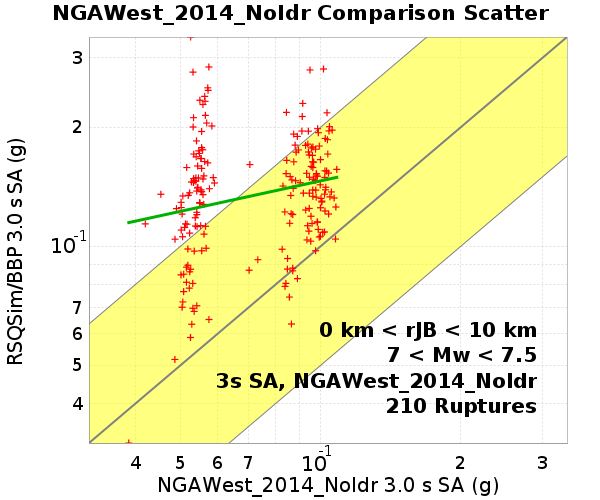 NGAWest_2014_NoIdr Comparison Scatter
RSQSim/BBP 3.0 s SA (g)
3
2
10⁻¹
7
6
5
4
0 km < rJB < 10 km
7 < Mw < 7.5
3s SA, NGAWest_2014_NoIdr
210 Ruptures
4 5 6 7 10⁻¹ 2 3
NGAWest_2014_NoIdr 3.0 s SA (g)